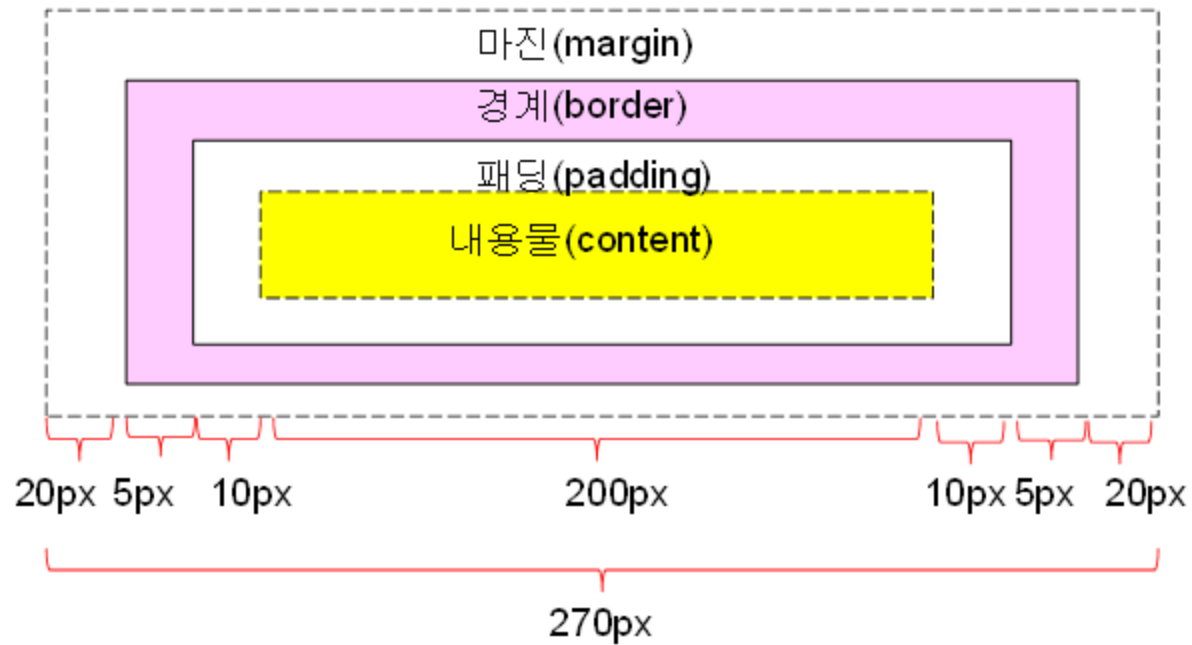 마진(margin)
경계(border)
패딩(padding)
내용물(content)
20px 5px 10px 200px 10px 5px 20px
270px